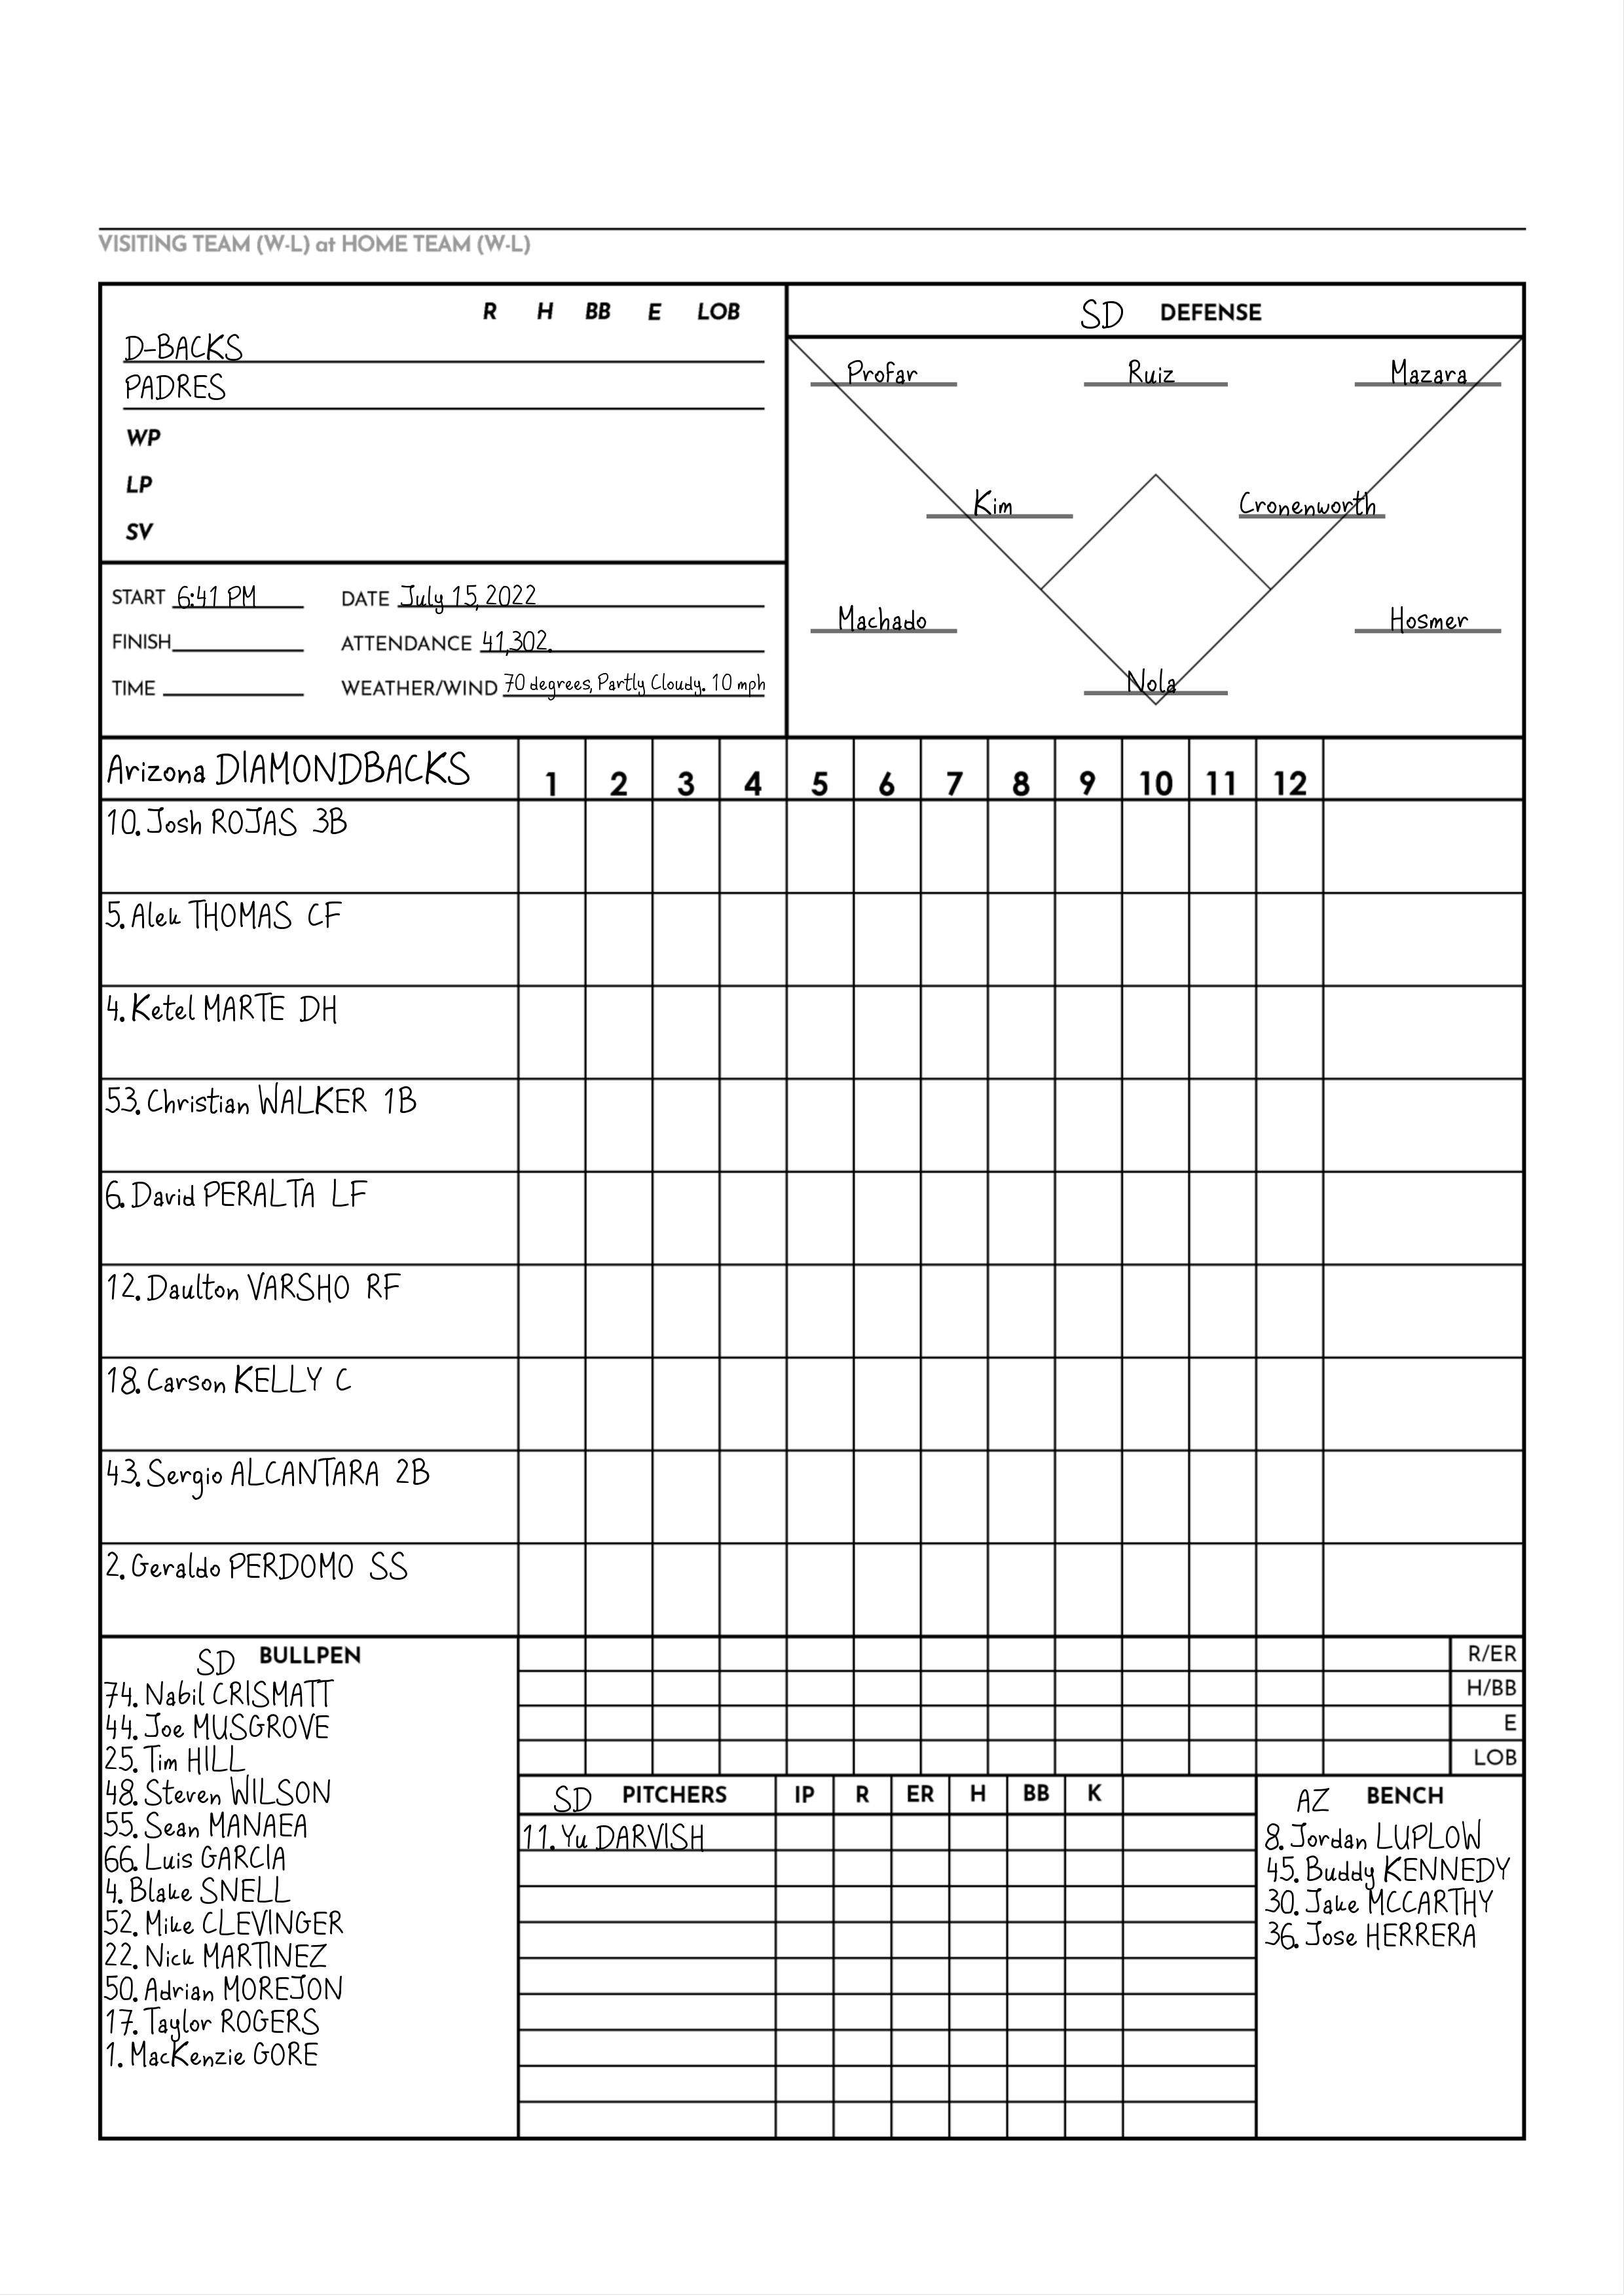 VISITING TEAM (W-L) at HOME TEAM (W-L)
R H BB E LOB
D-BACKS
PADRES
WP
LP
SV
START 6:41 PM DATE July 15, 2022
FINISH ATTENDANCE 41,302.
TIME WEATHER/WIND 70 degrees, Partly Cloudy. 10 mph
SD DEFENSE
Profar Ruiz Mazara
Kim Cronenworth
Machado Hosmer
Nola
Arizona DIAMONDBACKS 1 2 3 4 5 6 7 8 9 10 11 12
10. Josh ROJAS 3B
5. Alek THOMAS CF
4. Ketel MARTE DH
53. Christian WALKER 1B
6. David PERALTA LF
12. Daulton VARSHO RF
18. Carson KELLY C
43. Sergio ALCANTARA 2B
2. Geraldo PERDOMO SS
R/ER
H/BB
E
LOB
SD BULLPEN
74. Nabil CRISMATT
44. Joe MUSGROVE
25. Tim HILL
48. Steven WILSON
55. Sean MANAEA
66. Luis GARCIA
4. Blake SNELL
52. Mike CLEVINGER
22. Nick MARTINEZ
50. Adrian MOREJON
17. Taylor ROGERS
1. MacKenzie GORE
SD PITCHERS IP R ER H BB K
11. Yu DARVISH
AZ BENCH
8. Jordan LUPLOW
45. Buddy KENNEDY
30. Jake MCCARTHY
36. Jose HERRERA